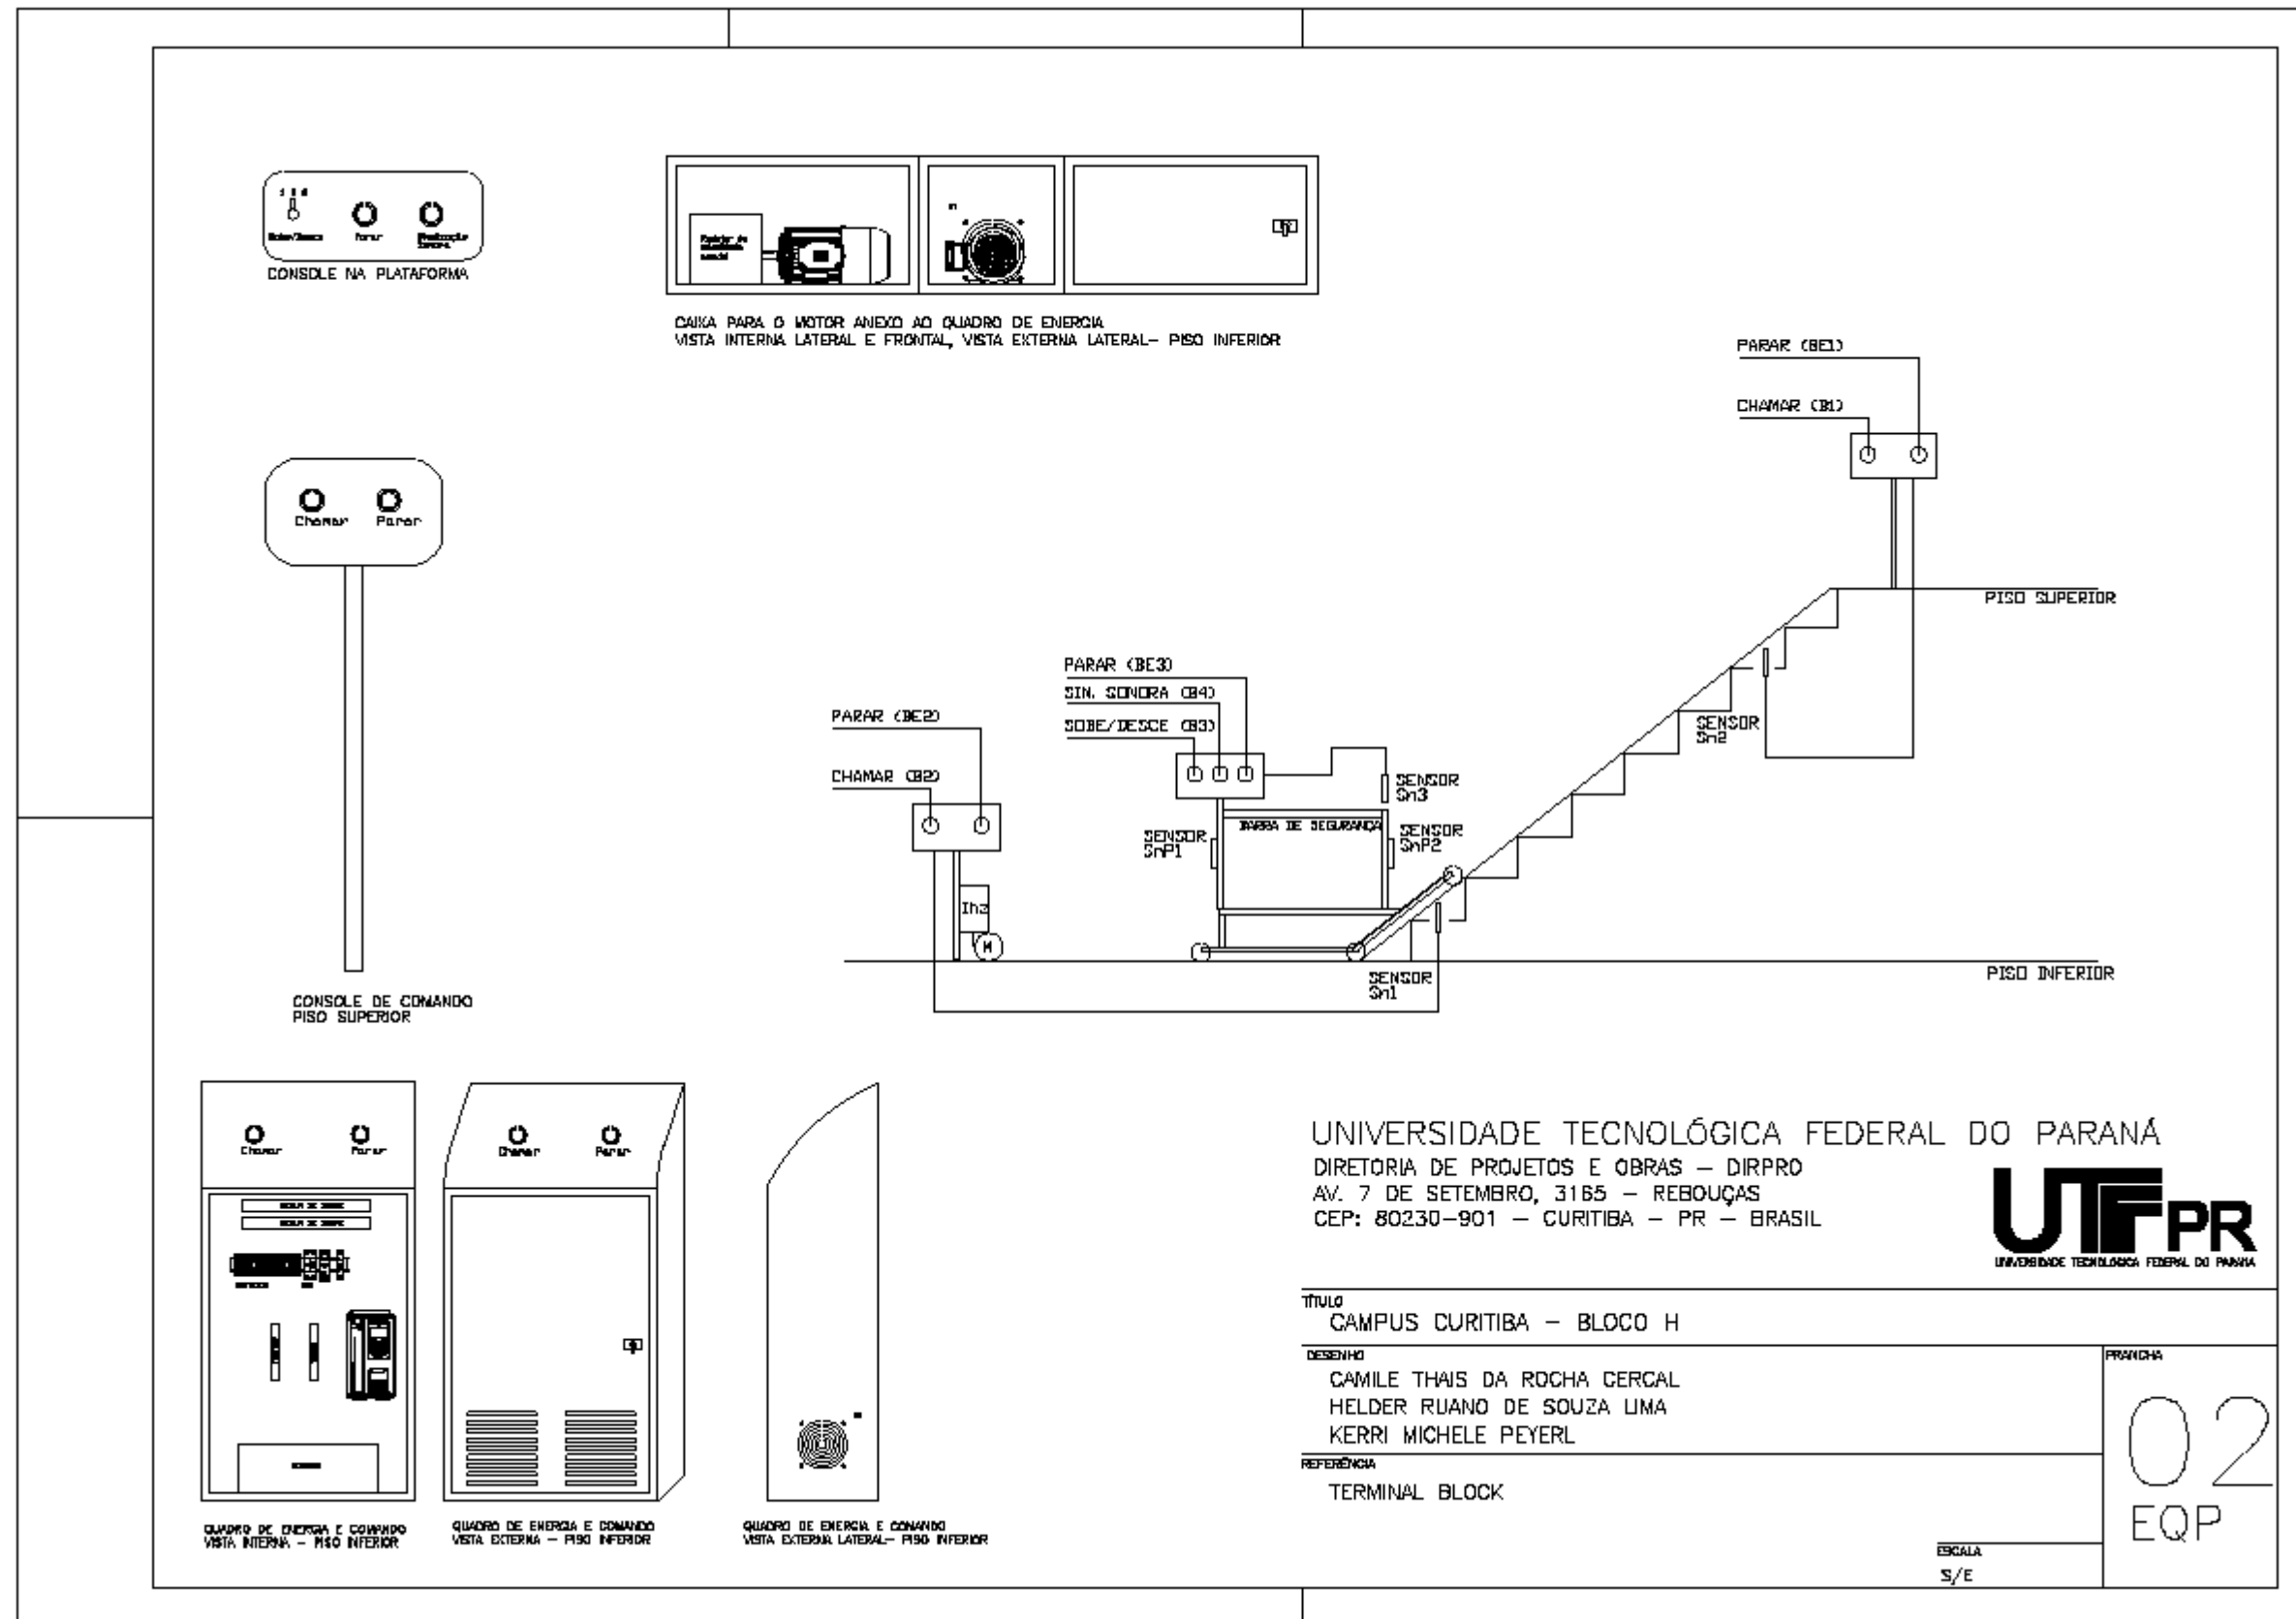 Parar
CONSOLE NA PLATAFORMA
CAIXA PARA O MOTOR ANEXO AO QUADRO DE ENERGIA
VISTA INTERNA LATERAL E FRONTAL, VISTA EXTERNA LATERAL- PISO INFERIOR
PARAR (BE1)
CHAMAR (B1)
Chamar Parar
PISO SUPERIOR
PARAR (BE3)
SIN. SONORA (B4)
SOBE/DESCE (B3)
PARAR (BE2)
CHAMAR (B2)
SENSOR
Sn2
SENSOR
Sn3
BARRA DE SEGURANÇA
SENSOR
SnP1
SENSOR
SnP2
M
SENSOR
Sn1
PISO INFERIOR
CONSOLE DE COMANDO
PISO SUPERIOR
Chamar Parar
Chamar Parar
QUADRO DE ENERGIA E COMANDO
VISTA INTERNA - PISO INFERIOR
QUADRO DE ENERGIA E COMANDO
VISTA EXTERNA - PISO INFERIOR
QUADRO DE ENERGIA E COMANDO
VISTA EXTERNA LATERAL- PISO INFERIOR
UNIVERSIDADE TECNOLÓGICA FEDERAL DO PARANÁ
DIRETORIA DE PROJETOS E OBRAS - DIRPRO
AV. 7 DE SETEMBRO, 3165 - REBOUÇAS
CEP: 80230-901 - CURITIBA - PR - BRASIL
UTFPR
UNIVERSIDADE TECNOLÓGICA FEDERAL DO PARANÁ
TÍTULO
CAMPUS CURITIBA - BLOCO H
DESENHO
CAMILE THAIS DA ROCHA CERCAL
HELDER RUANO DE SOUZA LIMA
KERRI MICHELE PEYERL
REFERÊNCIA
TERMINAL BLOCK
PRANCHA
02
EQP
ESCALA
S/E